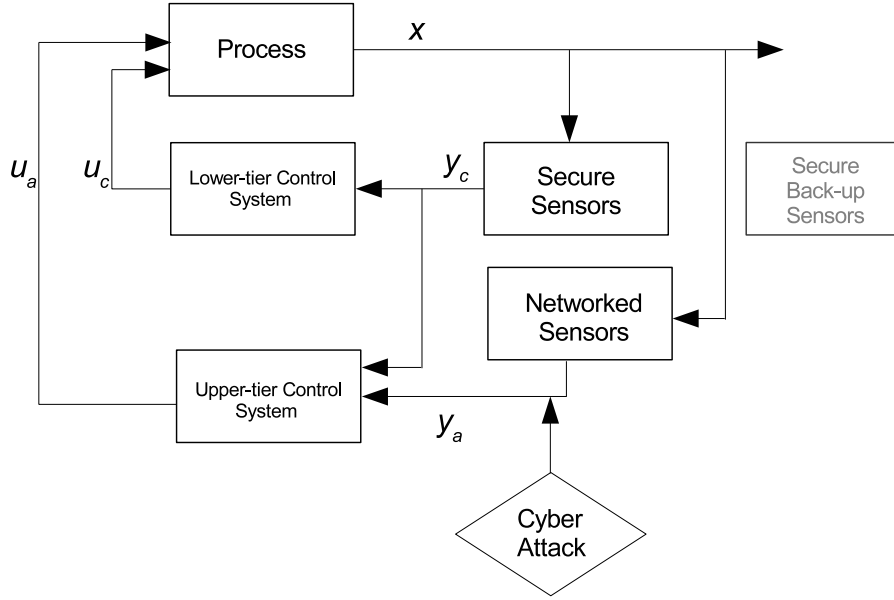 Process
x
Lower-tier Control
System
y_c
Secure
Sensors
Secure
Back-up
Sensors
u_a
u_c
Networked
Sensors
Upper-tier Control
System
y_a
Cyber
Attack